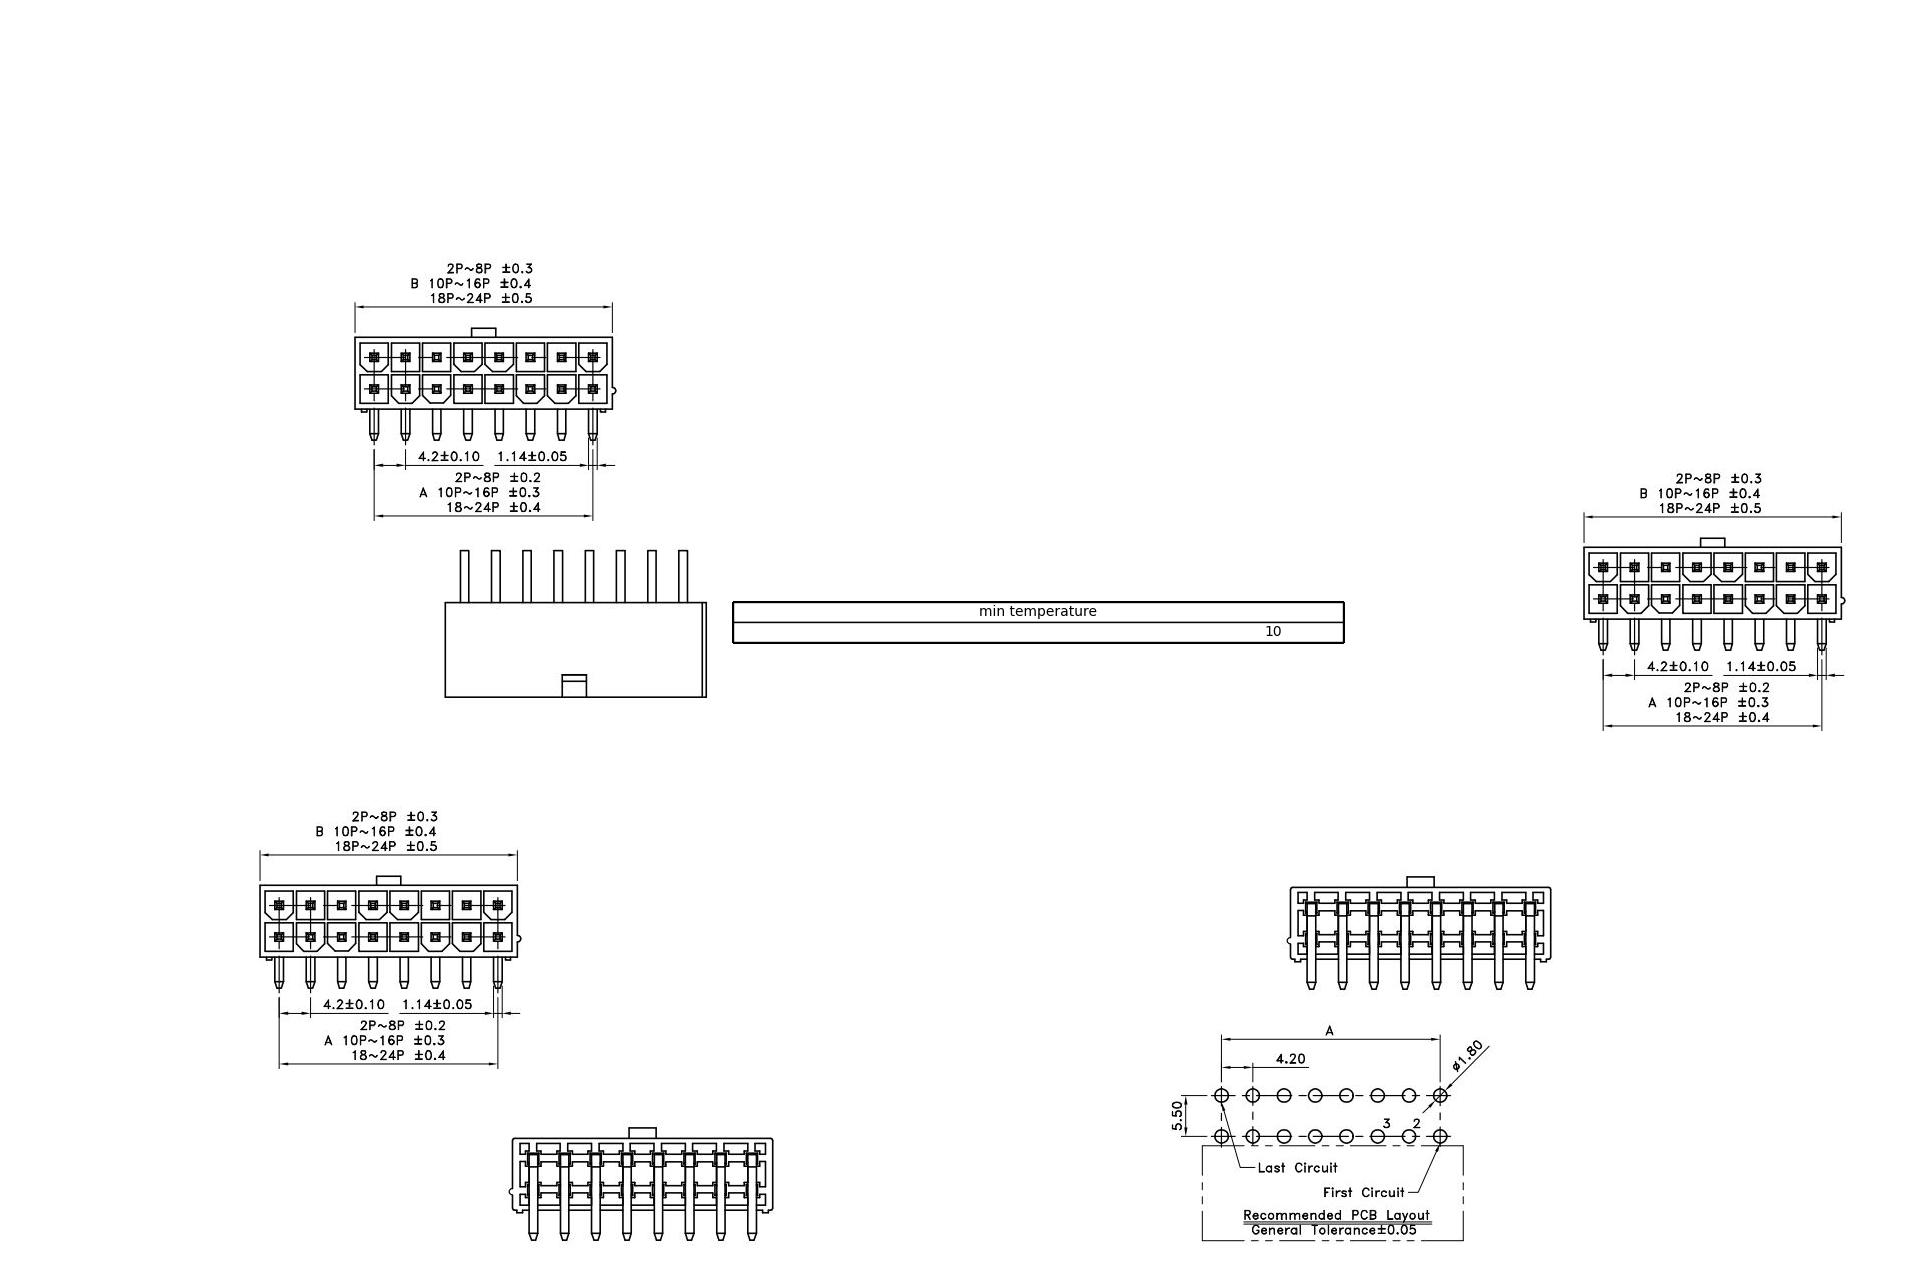 2P~8P ±0.3
B 10P~16P ±0.4
18P~24P ±0.5
4.2±0.10 1.14±0.05
2P~8P ±0.2
A 10P~16P ±0.3
18~24P ±0.4
min temperature
10
2P~8P ±0.3
B 10P~16P ±0.4
18P~24P ±0.5
4.2±0.10 1.14±0.05
2P~8P ±0.2
A 10P~16P ±0.3
18~24P ±0.4
2P~8P ±0.3
B 10P~16P ±0.4
18P~24P ±0.5
4.2±0.10 1.14±0.05
2P~8P ±0.2
A 10P~16P ±0.3
18~24P ±0.4
A
4.20
ø1.80
5.50
3 2
Last Circuit
First Circuit
Recommended PCB Layout
General Tolerance±0.05